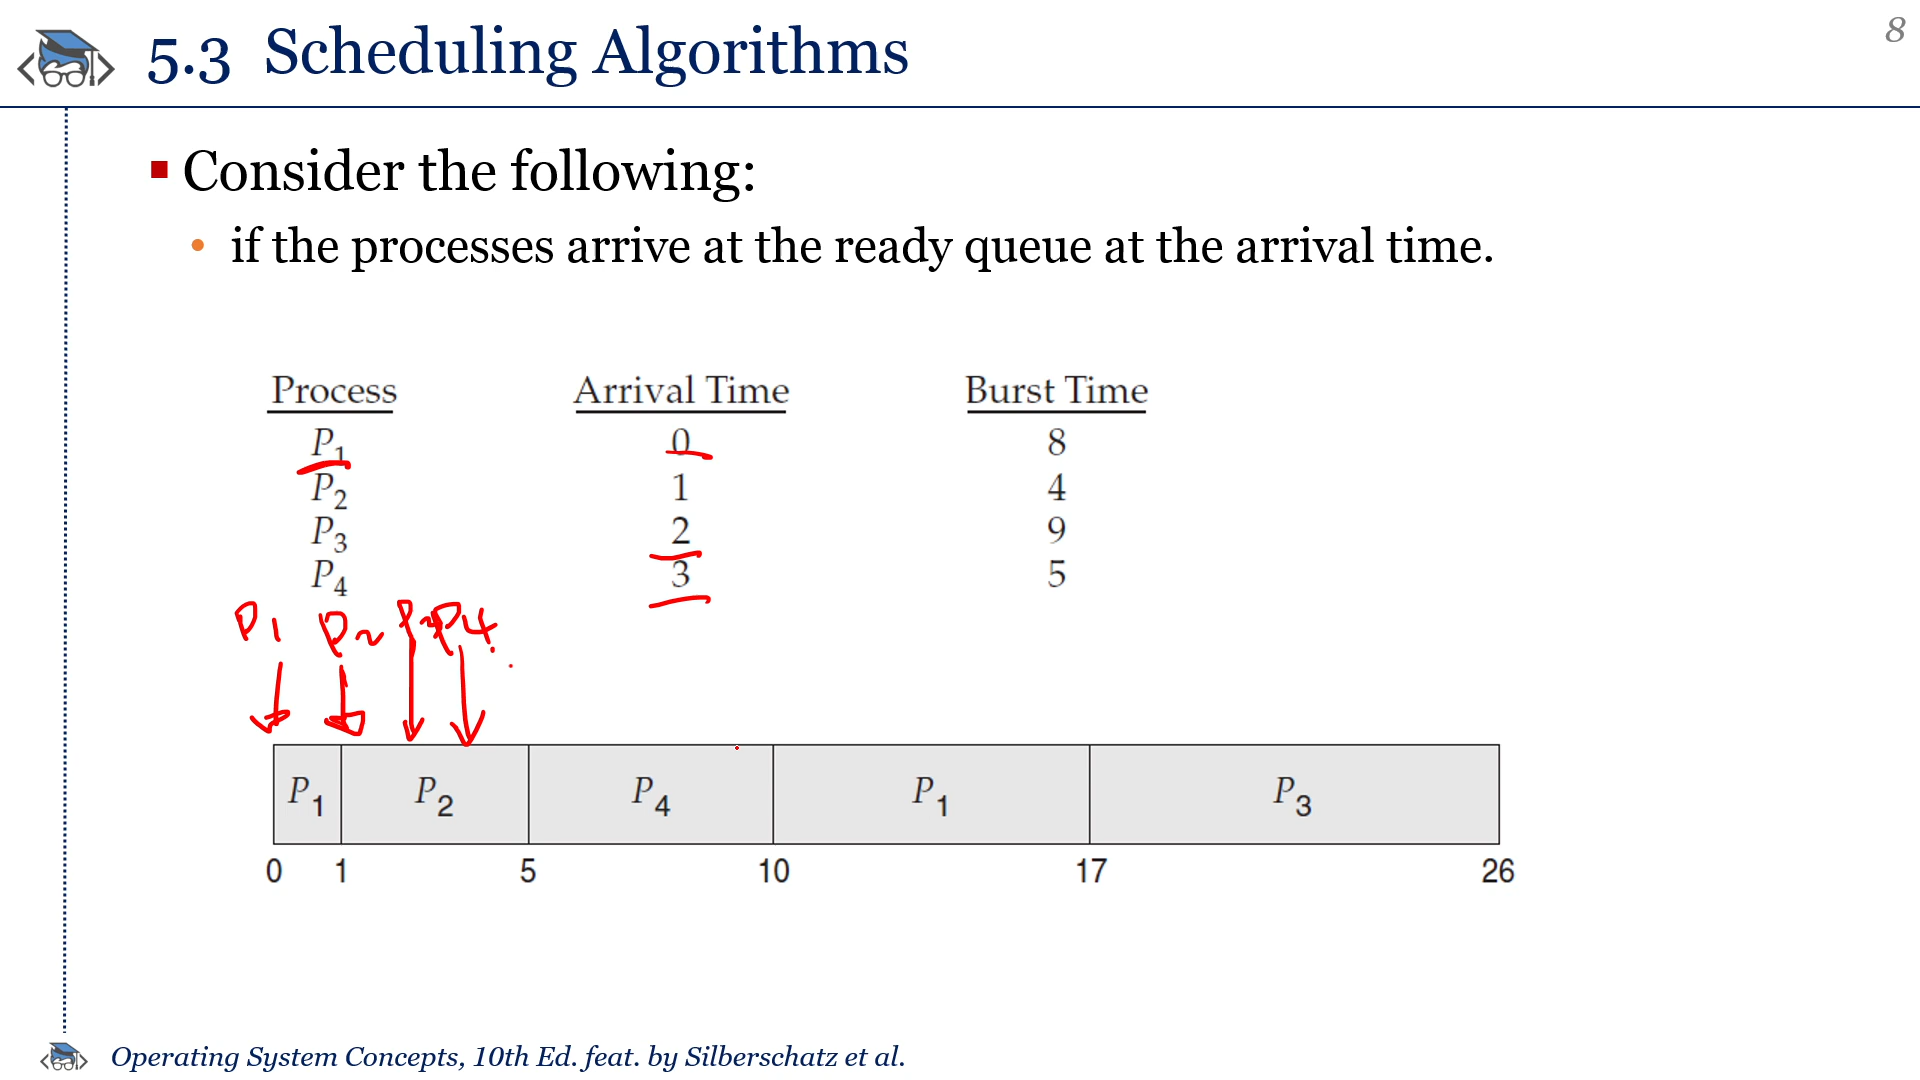 8
5.3 Scheduling Algorithms
Consider the following:
if the processes arrive at the ready queue at the arrival time.
Process Arrival Time Burst Time
P1 0 8
P2 1 4
P3 2 9
P4 3 5
P1 P2 P4
P1 P2 P4 P1 P3
0 1 5 10 17 26
Operating System Concepts, 10th Ed. feat. by Silberschatz et al.